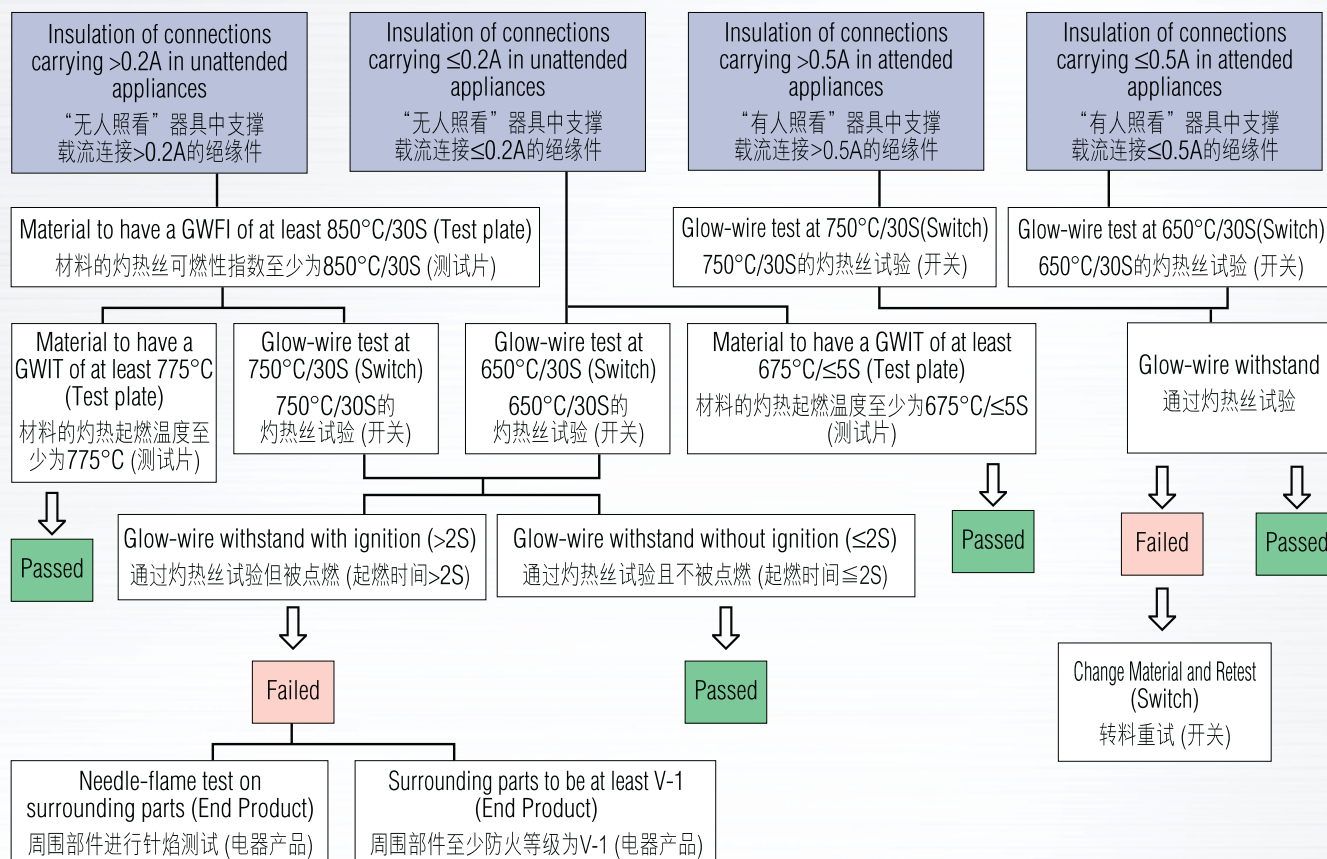 Insulation of connections
carrying >0.2A in unattended
appliances
“无人照看”器具中支撑
载流连接>0.2A的绝缘件
Insulation of connections
carrying ≤0.2A in unattended
appliances
“无人照看”器具中支撑
载流连接≤0.2A的绝缘件
Insulation of connections
carrying >0.5A in attended
appliances
“有人照看”器具中支撑
载流连接>0.5A的绝缘件
Insulation of connections
carrying ≤0.5A in attended
appliances
“有人照看”器具中支撑
载流连接≤0.5A的绝缘件
Material to have a GWFI of at least 850°C/30S (Test plate)
材料的灼热丝可燃性指数至少为850°C/30S (测试片)
Glow-wire test at 750°C/30S(Switch)
750°C/30S的灼热丝试验 (开关)
Glow-wire test at 650°C/30S(Switch)
650°C/30S的灼热丝试验 (开关)
Material to have a
GWIT of at least 775°C
(Test plate)
材料的灼热起燃温度至
少为775°C (测试片)
Glow-wire test at
750°C/30S (Switch)
750°C/30S的
灼热丝试验 (开关)
Glow-wire test at
650°C/30S (Switch)
650°C/30S的
灼热丝试验 (开关)
Material to have a GWIT of at least
675°C/≤5S (Test plate)
材料的灼热起燃温度至少为675°C/≤5S
(测试片)
Glow-wire withstand
通过灼热丝试验
Passed
Glow-wire withstand with ignition (>2S)
通过灼热丝试验但被点燃 (起燃时间>2S)
Glow-wire withstand without ignition (≤2S)
通过灼热丝试验且不被点燃 (起燃时间≦2S)
Passed
Failed
Passed
Failed
Passed
Change Material and Retest
(Switch)
转料重试 (开关)
Needle-flame test on
surrounding parts (End Product)
周围部件进行针焰测试 (电器产品)
Surrounding parts to be at least V-1
(End Product)
周围部件至少防火等级为V-1 (电器产品)